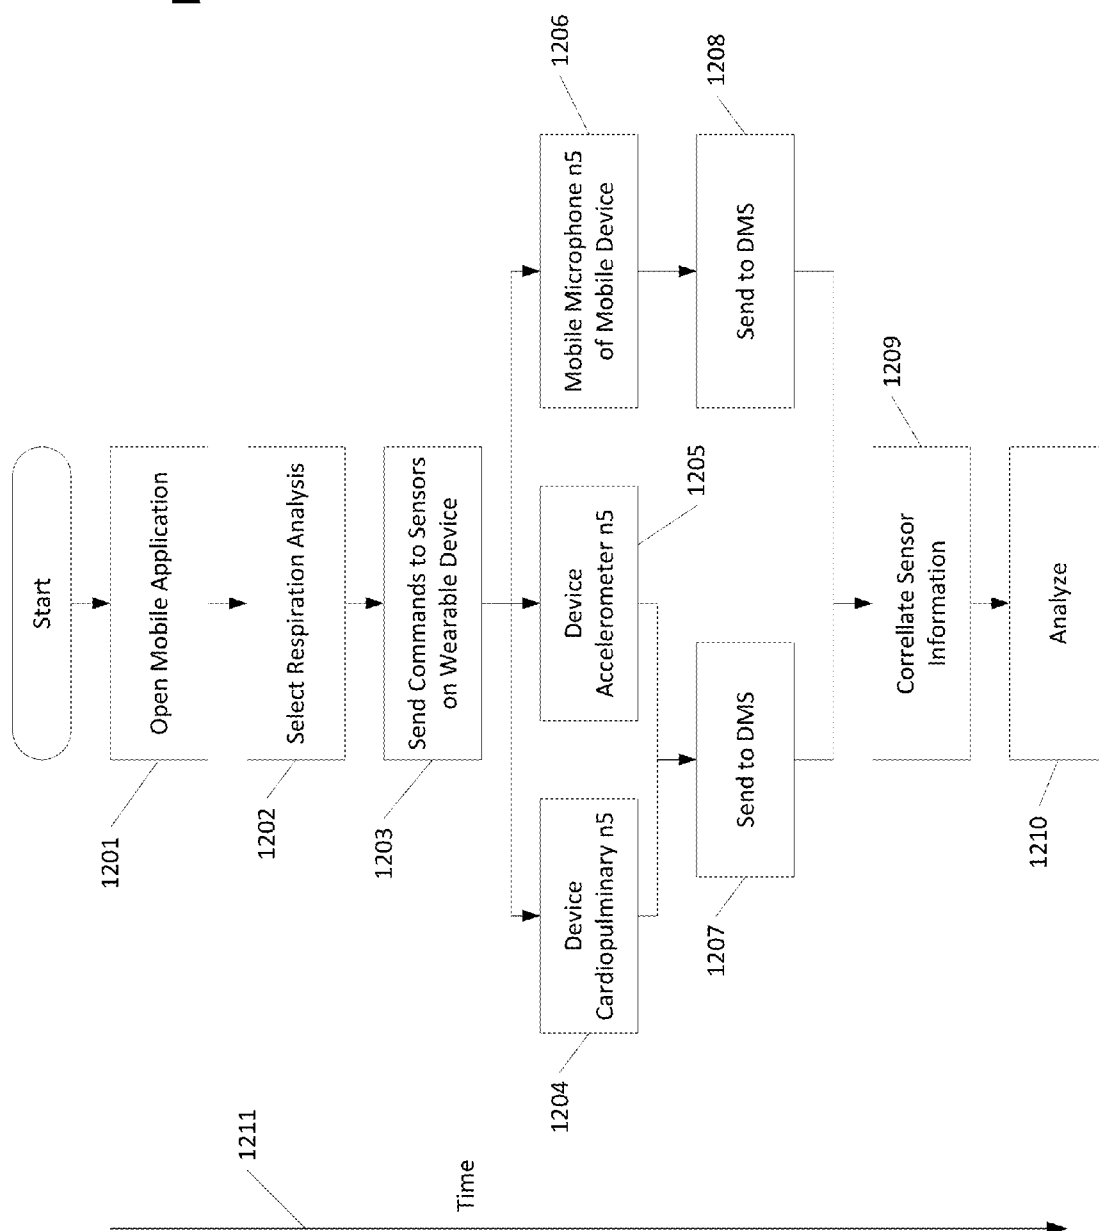 Start
Open Mobile Application
1201
Select Respiration Analysis
1202
Send Commands to Sensors
on Wearable Device
1203
Device
Cardiopulminary n5
1204
Device
Accelerometer n5
1205
Mobile Microphone n5
of Mobile Device
1206
Send to DMS
1207
Send to DMS
1208
Correllate Sensor
Information
1209
Analyze
1210
Time
1211